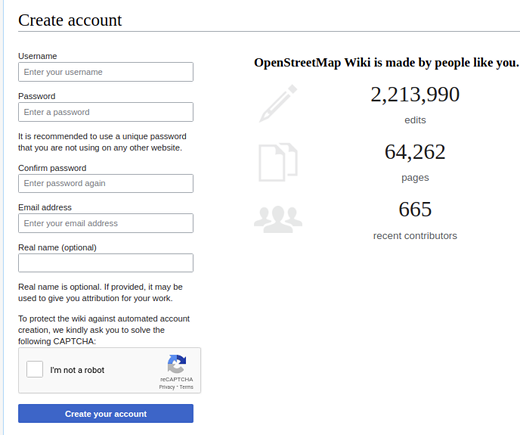 Create account
Username
Enter your username
Password
Enter a password
It is recommended to use a unique password
that you are not using on any other website.
Confirm password
Enter password again
Email address
Enter your email address
Real name (optional)
Real name is optional. If provided, it may be
used to give you attribution for your work.
To protect the wiki against automated account
creation, we kindly ask you to solve the
following CAPTCHA:
I'm not a robot
reCAPTCHA
Privacy - Terms
Create your account
OpenStreetMap Wiki is made by people like you.
2,213,990
edits
64,262
pages
665
recent contributors